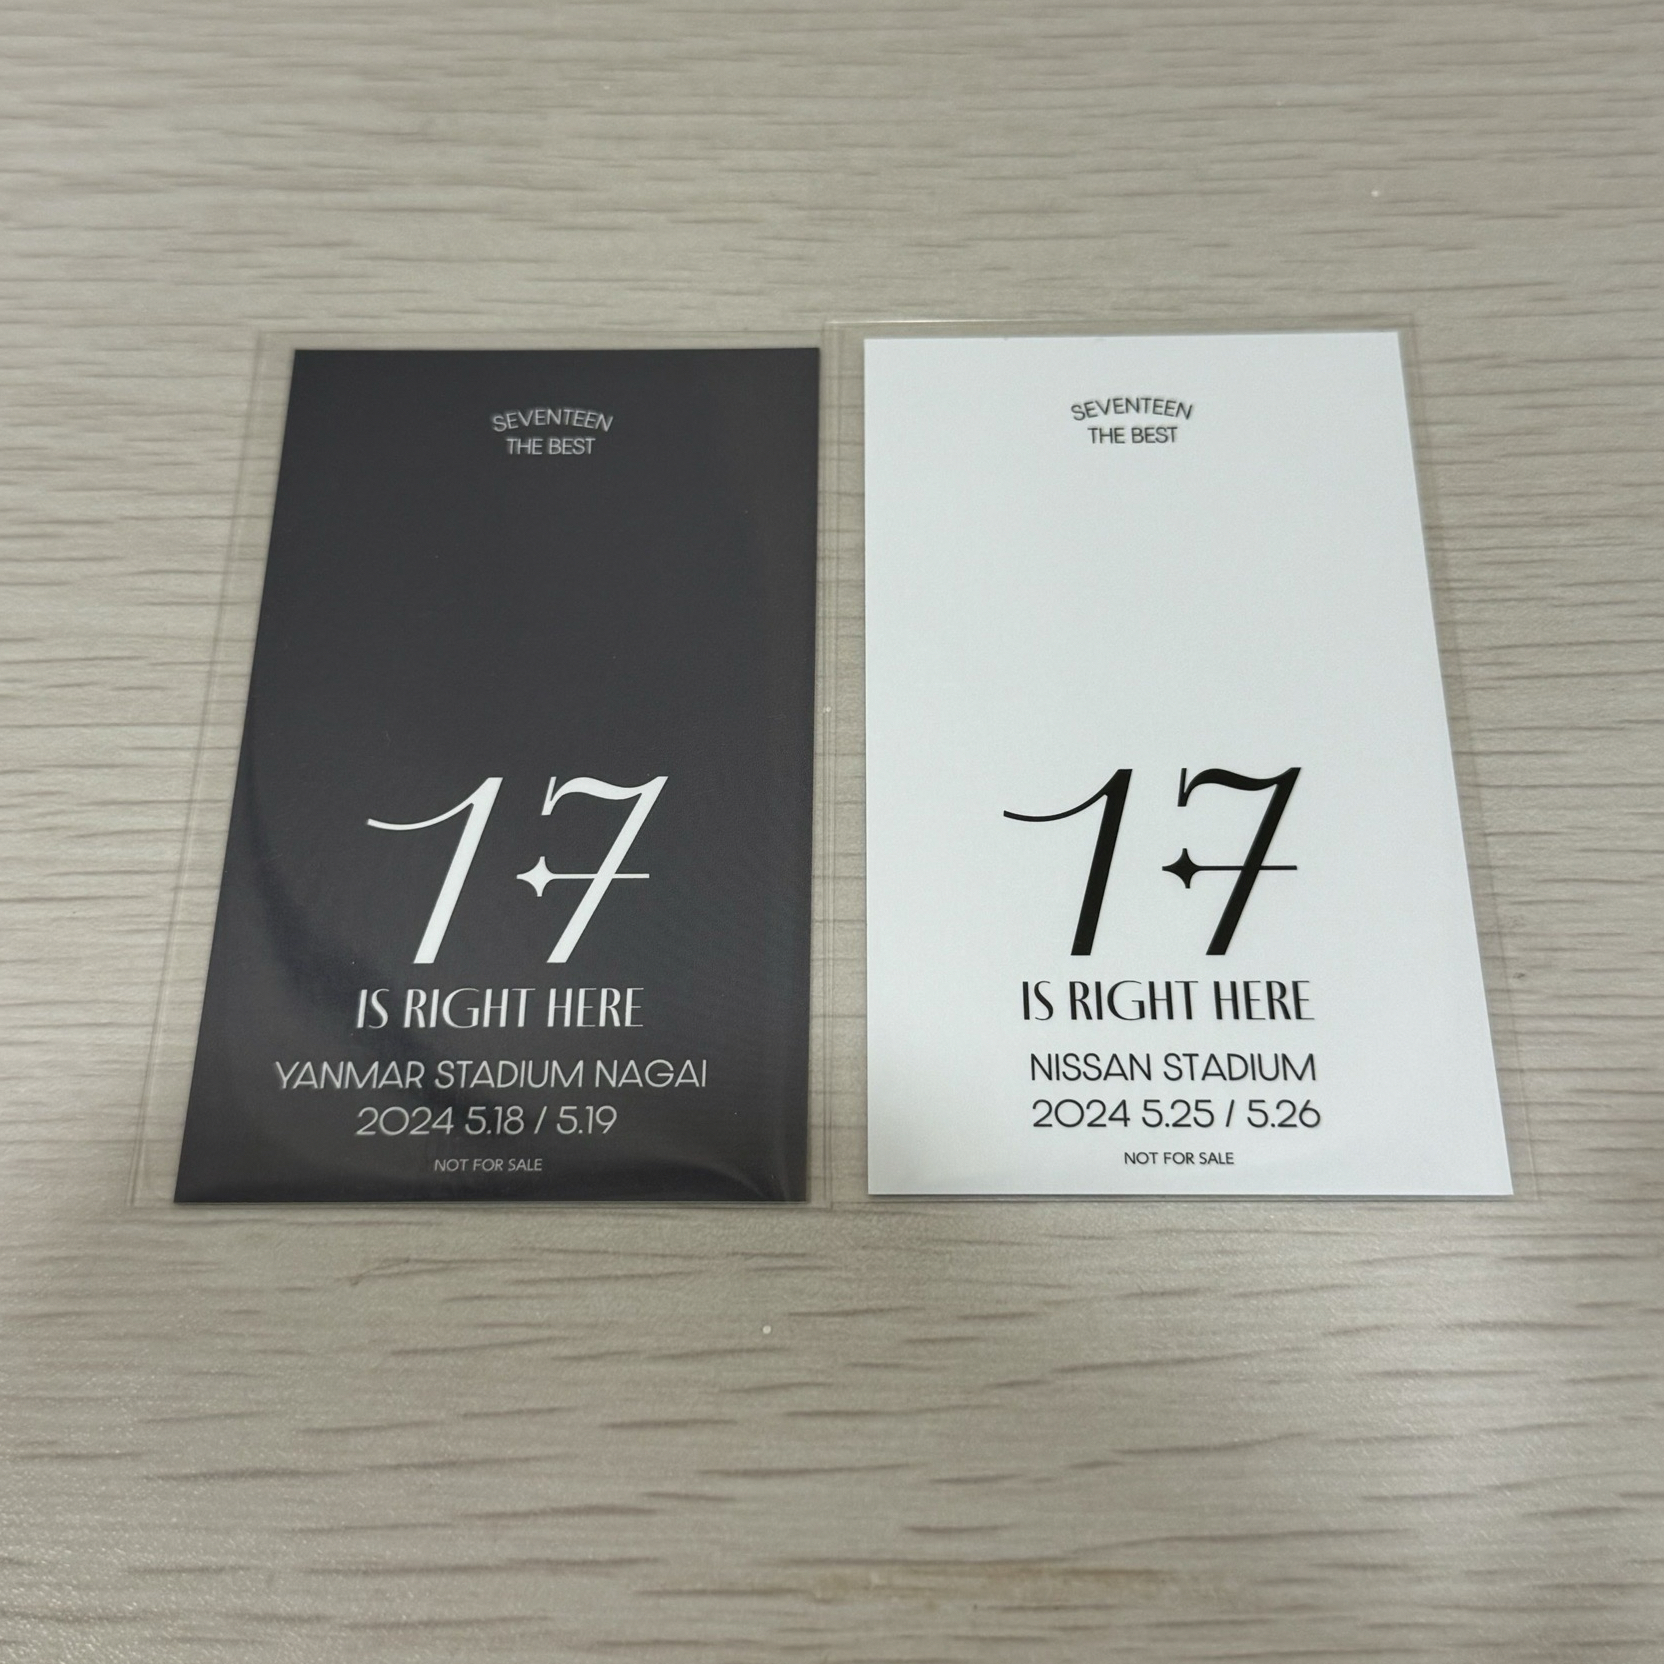 SEVENTEEN
THE BEST
17
IS RIGHT HERE
YANMAR STADIUM NAGAI
2024 5.18 / 5.19
NOT FOR SALE
SEVENTEEN
THE BEST
17
IS RIGHT HERE
NISSAN STADIUM
2024 5.25 / 5.26
NOT FOR SALE